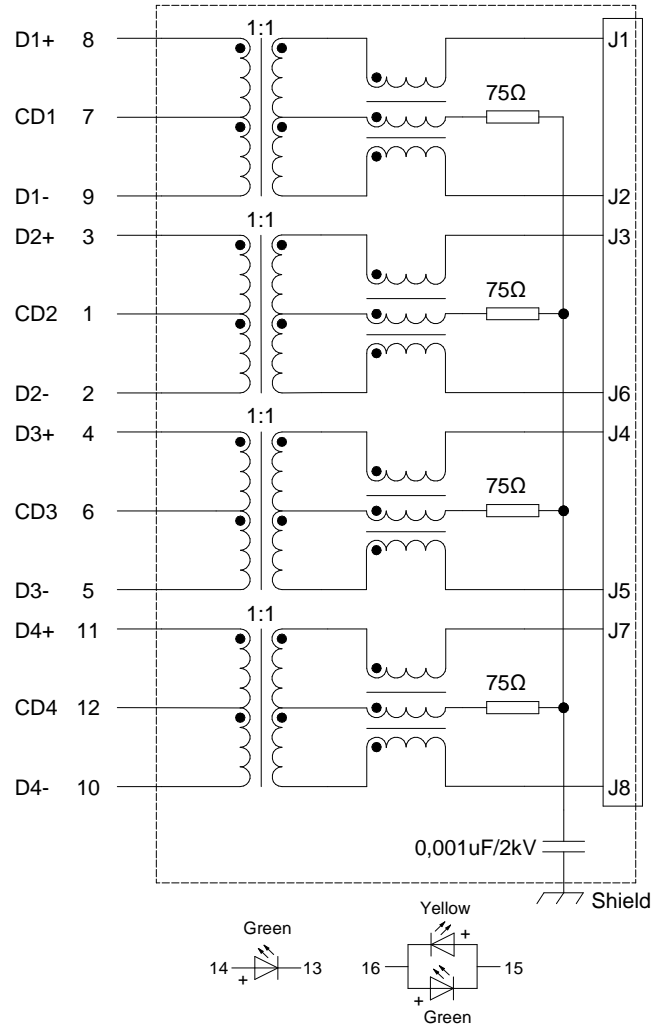 1:1
D1+ 8 J1
75Ω
CD1 7
D1- 9 J2
1:1
D2+ 3 J3
75Ω
CD2 1
D2- 2 J6
1:1
D3+ 4 J4
75Ω
CD3 6
D3- 5 J5
1:1
D4+ 11 J7
75Ω
CD4 12
D4- 10 J8
0,001uF/2kV
Shield
Green
14 + 13
Yellow
+
16 15
+
Green